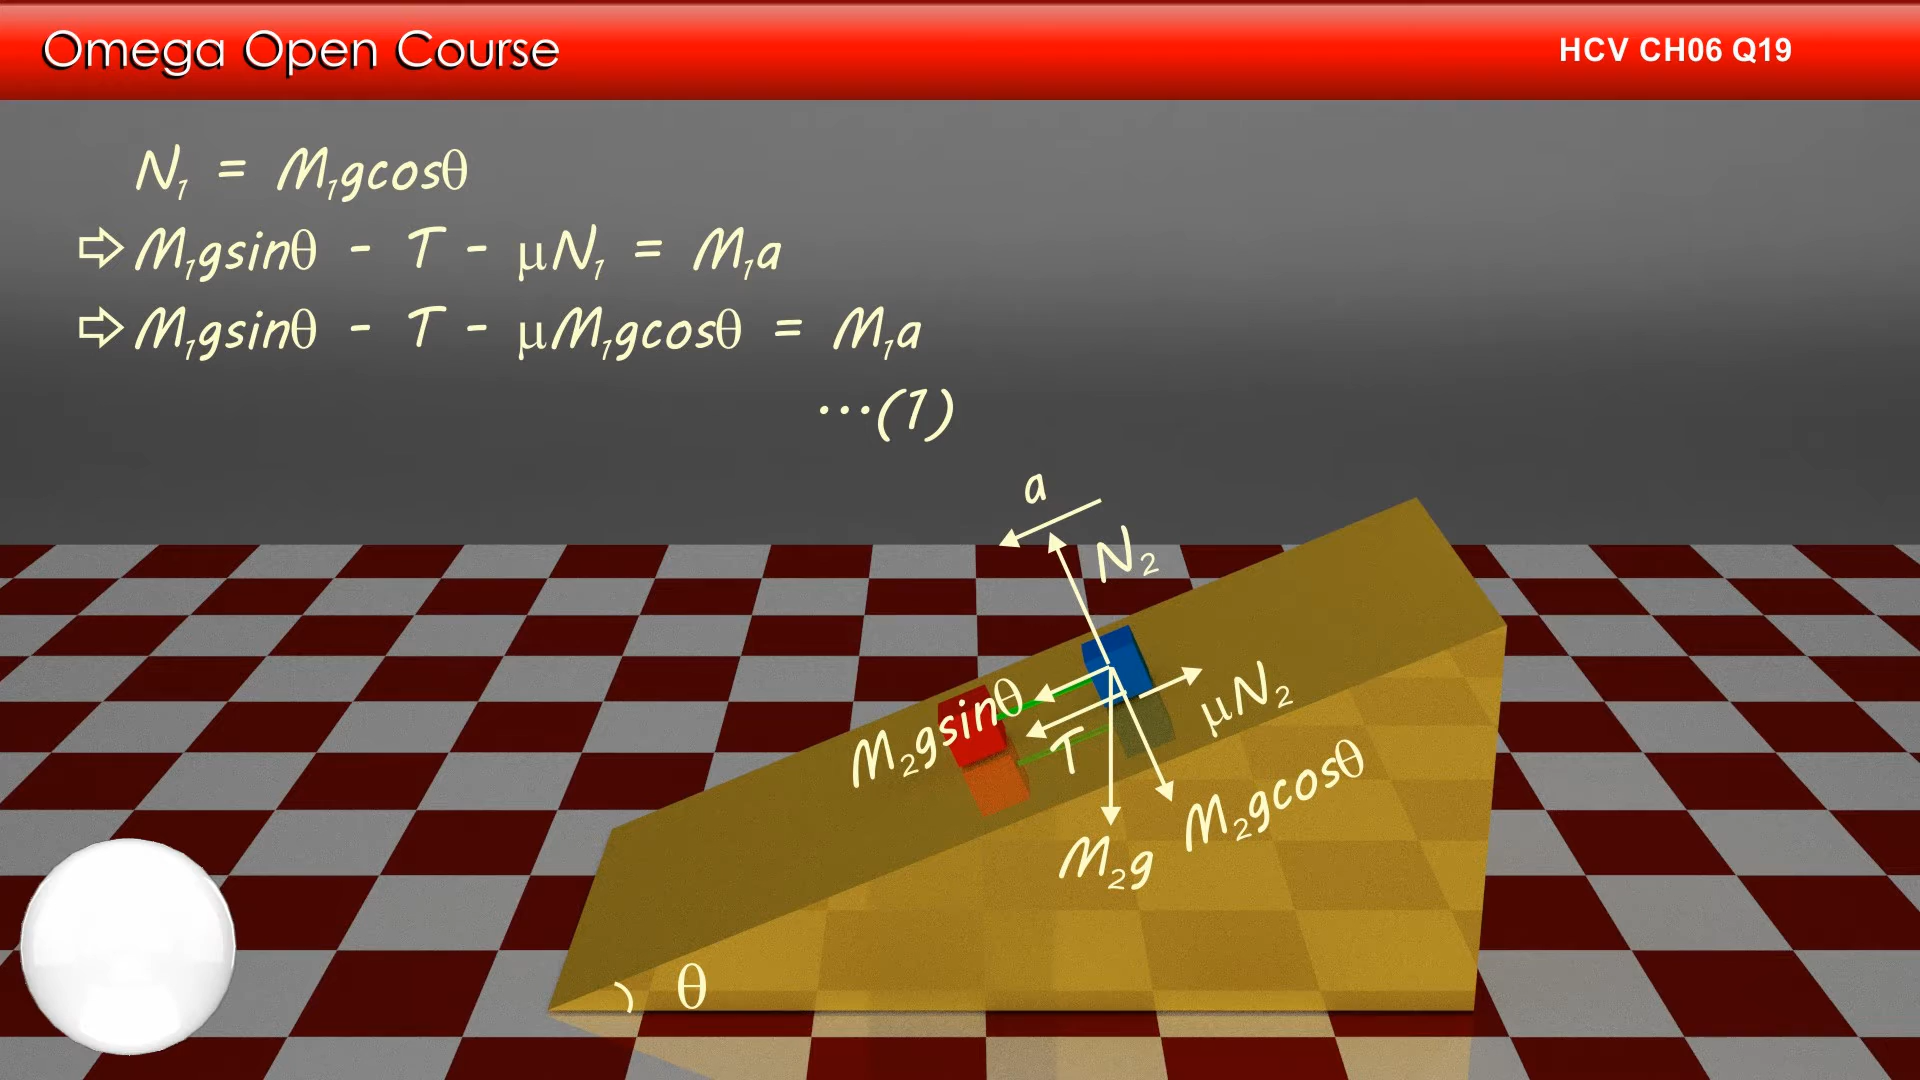 Omega Open Course
HCV CH06 Q19
N₁ = M₁gcosθ
⇨ M₁gsinθ - T - μN₁ = M₁a
⇨ M₁gsinθ - T - μM₁gcosθ = M₁a
...(1)
a
N₂
M₂gsinθ
μN₂
T
M₂gcosθ
M₂g
θ